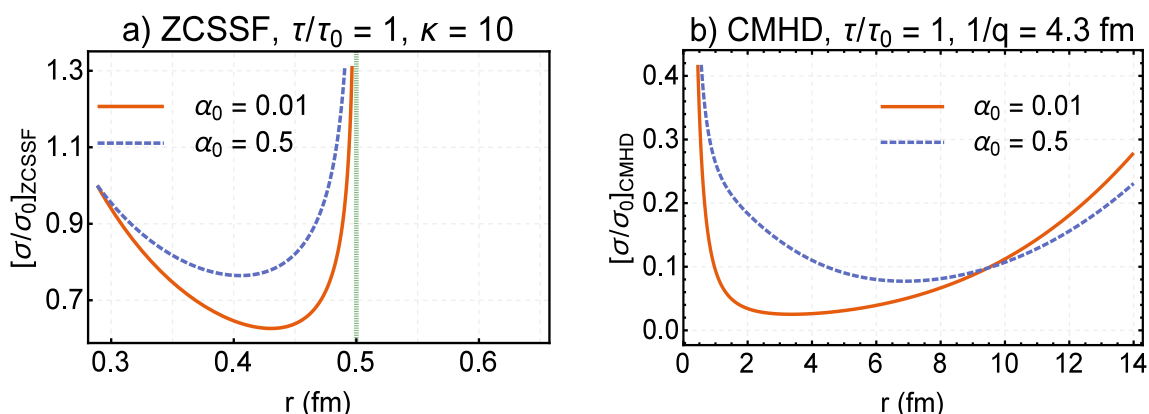 a) ZCSSF, τ/τ₀ = 1, κ = 10
1.3
1.1
0.9
0.7
[σ/σ₀]ZCSSF
α₀ = 0.01
α₀ = 0.5
0.3 0.4 0.5 0.6
r (fm)
b) CMHD, τ/τ₀ = 1, 1/q = 4.3 fm
0.4
0.3
0.2
0.1
0.0
[σ/σ₀]CMHD
α₀ = 0.01
α₀ = 0.5
0 2 4 6 8 10 12 14
r (fm)